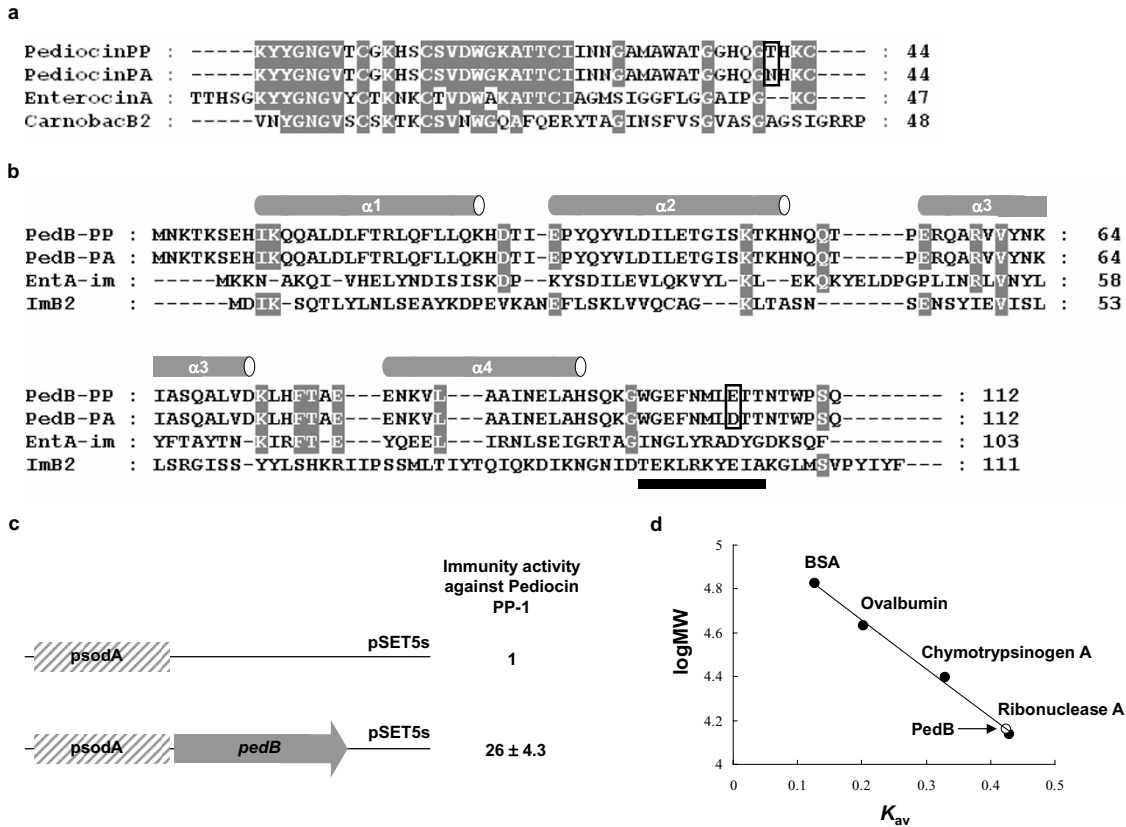 a
PediocinPP : -----KYYGNGVTCGKHSCSVDWGKATTCIINNGAMAWATGGHQGTHKC---- : 44
PediocinPA : -----KYYGNGVTCGKHSCSVDWGKATTCIINNGAMAWATGGHQGNHKC---- : 44
EnterocinA : TTHSGKYYGNGVYCTKNKCTVDWAKATTCIAGMSIGGFLGGAIPG--KC---- : 47
CarnobacB2 : -----VNYGNGVSCSKTKCSVNWGQAFQERYTAGINSFVSGVASGAGSIGRRP : 48
b
α1 α2 α3
PedB-PP : MNKTKSEHIKQQALDLFTRLQFLLQKHDTI-EPYQYVLDILETGISKTKHNQQT------PERQARVVYNK : 64
PedB-PA : MNKTKSEHIKQQALDLFTRLQFLLQKHDTI-EPYQYVLDILETGISKTKHNQQT------PERQARVVYNK : 64
EntA-im : -----MKKN-AKQI-VHELYNDISISKDP-KYSDILEVLQKVYL--KL-EKQKYELDPGPLINRLVNYL : 58
ImB2 : ------MDIK-SQTLYLNLSEAYKDPEVKANEFLSKLVVQCAG---KLTASN------SENSYIEVISL : 53
α3 α4
PedB-PP : IASQALVDKLHFTAE---ENKVL---AAINELAHSQKGWGEFNMLETTNTWPSQ------- : 112
PedB-PA : IASQALVDKLHFTAE---ENKVL---AAINELAHSQKGWGEFNMLDTTNTWPSQ------- : 112
EntA-im : YFTAYTN-KIRFT-E---YQEEL---IRNLSEIGRTAGINGLYRADYGDKSQF-------- : 103
ImB2 : LSRGISS-YYLSHKRIIPSSMLTIYTQIQKDIKNGNIDTEKLRKYEIAKGLMSVPYIYF---- : 111
c
Immunity activity
against Pediocin
PP-1
psodA pSET5s 1
psodA pedB pSET5s 26 ± 4.3
d
5
4.8
4.6
4.4
4.2
4
logMW
BSA
Ovalbumin
Chymotrypsinogen A
Ribonuclease A
PedB
0 0.1 0.2 0.3 0.4 0.5
Kav